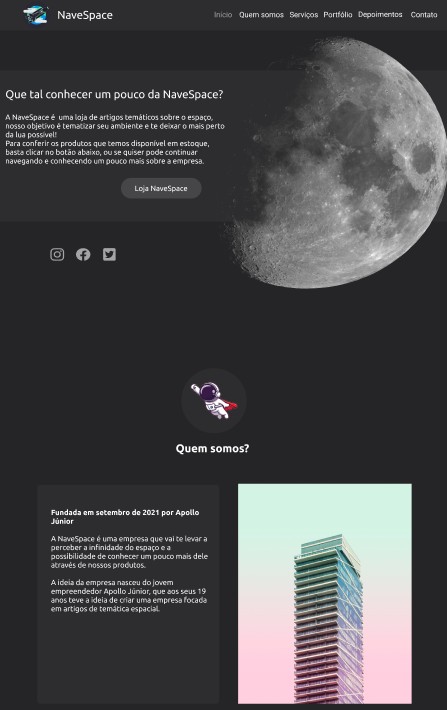 NaveSpace
Inicio Quem somos Serviços Portfólio Depoimentos Contato
Que tal conhecer um pouco da NaveSpace?
A NaveSpace é uma loja de artigos temáticos sobre o espaço,
nosso objetivo é tematizar seu ambiente e te deixar o mais perto
da lua possivel!
Para conferir os produtos que temos disponível em estoque,
basta clicar no botão abaixo, ou se quiser pode continuar
navegando e conhecendo um pouco mais sobre a empresa.
Loja NaveSpace
Quem somos?
Fundada em setembro de 2021 por Apollo
Júnior
A NaveSpace é uma empresa que vai te levar a
perceber a infinidade do espaço e a
possibilidade de conhecer um pouco mais dele
através de nossos produtos.
A ideia da empresa nasceu do jovem
empreendedor Apollo Júnior, que aos seus 19
anos teve a ideia de criar uma empresa focada
em artigos de temática espacial.